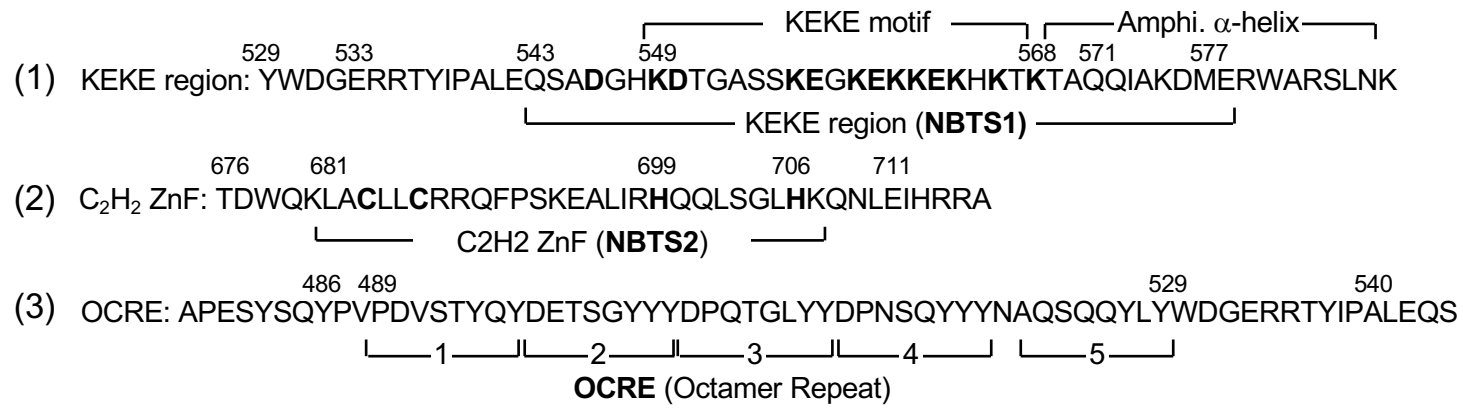 KEKE motif Amphi. α-helix
529 533 543 549 568 571 577
(1) KEKE region: YWDGERRTYIPALEQSADGHKDTGASSKEGKEKKEKHKTKTAQQIAKDMERWARSLNK
KEKE region (NBTS1)
676 681 699 706 711
(2) C₂H₂ ZnF: TDWQKLACLLCRRQFPSKEALIRHQQLSGLHKQNLEIHRRA
C2H2 ZnF (NBTS2)
486 489 529 540
(3) OCRE: APESYSQYPVPDVSTYQYDETSGYYYDPQTGLYYDPNSQYYYNAQSQQYLYWDGERRTYIPALEQS
1 2 3 4 5
OCRE (Octamer Repeat)